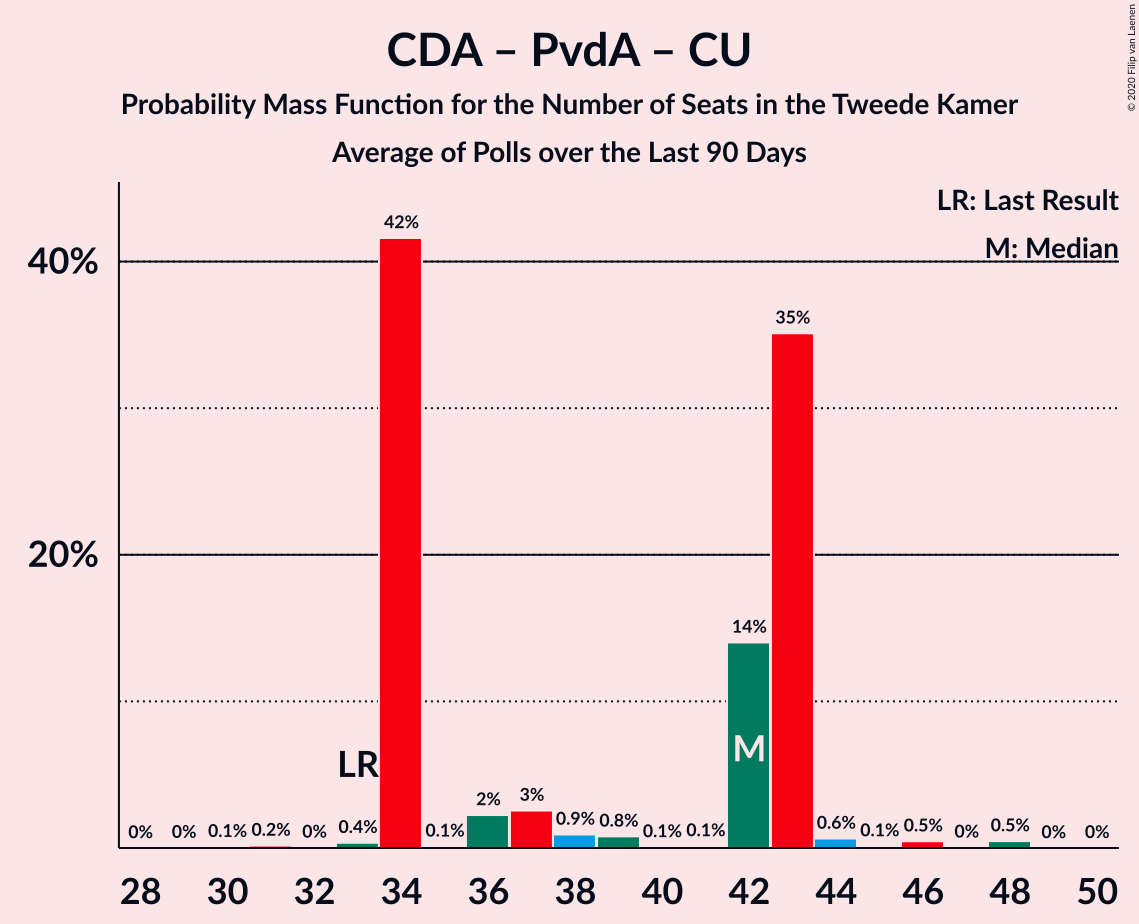 CDA – PvdA – CU
Probability Mass Function for the Number of Seats in the Tweede Kamer
Average of Polls over the Last 90 Days
© 2020 Filip van Laenen
LR: Last Result
M: Median
40%
20%
42%
35%
14%
M
LR
0% 0% 0.1% 0.2% 0% 0.4% 0.1% 2% 3% 0.9% 0.8% 0.1% 0.1% 0.6% 0.1% 0.5% 0% 0.5% 0% 0%
28 30 32 34 36 38 40 42 44 46 48 50